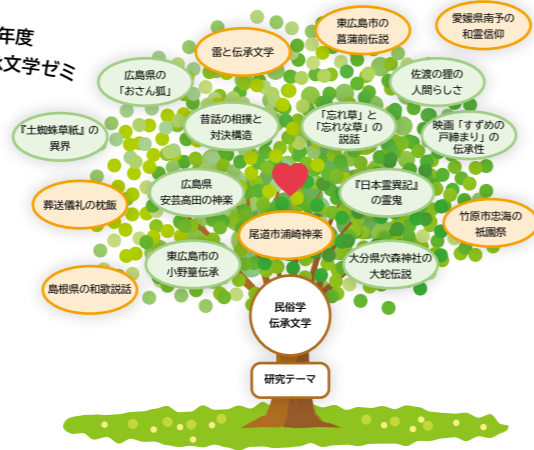 年度
文学ゼミ
雷と伝承文学
東広島市の
菖蒲前伝説
愛媛県南予の
和霊信仰
広島県の
「おさん狐」
佐渡の狸の
人間らしさ
『土蜘蛛草紙』の
異界
昔話の相撲と
対決構造
「忘れ草」と
「忘れな草」の
説話
映画「すずめの
戸締まり」の
伝承性
葬送儀礼の枕飯
広島県
安芸高田の神楽
『日本霊異記』
の霊鬼
尾道市浦崎神楽
竹原市忠海の
祇園祭
東広島市の
小野篁伝承
大分県穴森神社の
大蛇伝説
島根県の和歌説話
民俗学
伝承文学
研究テーマ